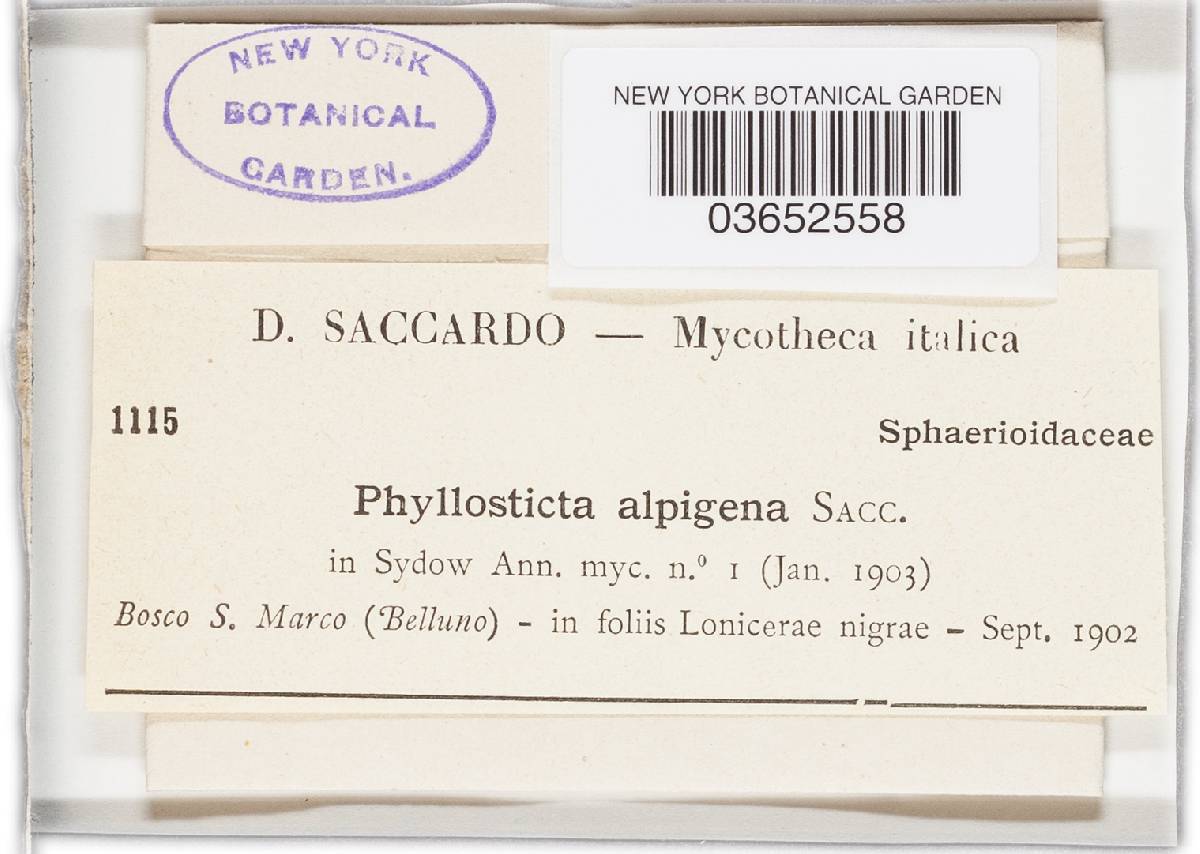 NEW YORK
BOTANICAL
GARDEN.
NEW YORK BOTANICAL GARDEN
03652558
D. SACCARDO — Mycotheca italica
1115
Sphaerioidaceae
Phyllosticta alpigena SACC.
in Sydow Ann. myc. n.º 1 (Jan. 1903)
Bosco S. Marco (Belluno) - in foliis Lonicerae nigrae - Sept. 1902